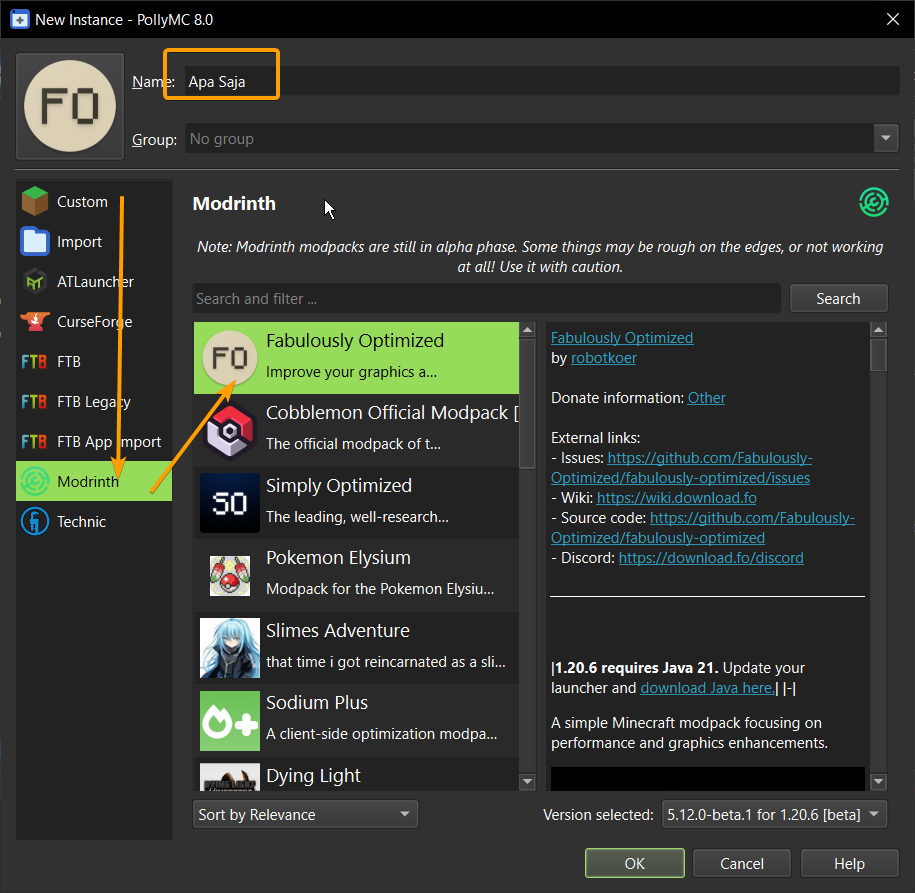 New Instance - PollyMC 8.0
FO
Name:
Apa Saja
Group:
No group
Custom
Import
ATLauncher
CurseForge
FTB FTB
FTB FTB Legacy
FTB FTB App Import
Modrinth
Technic
Modrinth
Note: Modrinth modpacks are still in alpha phase. Some things may be rough on the edges, or not working
at all! Use it with caution.
Search and filter ...
Search
FO
Fabulously Optimized
Improve your graphics a...
Cobblemon Official Modpack [
The official modpack of t...
SO
Simply Optimized
The leading, well-research...
Pokemon Elysium
Modpack for the Pokemon Elysiu...
Slimes Adventure
that time i got reincarnated as a sli...
Sodium Plus
A client-side optimization modpa...
DYING LIGHT
Dying Light
Sort by Relevance
Fabulously Optimized
by robotkoer
Donate information: Other
External links:
- Issues: https://github.com/Fabulously-
Optimized/fabulously-optimized/issues
- Wiki: https://wiki.download.fo
- Source code: https://github.com/Fabulously-
Optimized/fabulously-optimized
- Discord: https://download.fo/discord
|1.20.6 requires Java 21. Update your
launcher and download Java here.| |-|
A simple Minecraft modpack focusing on
performance and graphics enhancements.
Version selected:
5.12.0-beta.1 for 1.20.6 [beta]
OK
Cancel
Help